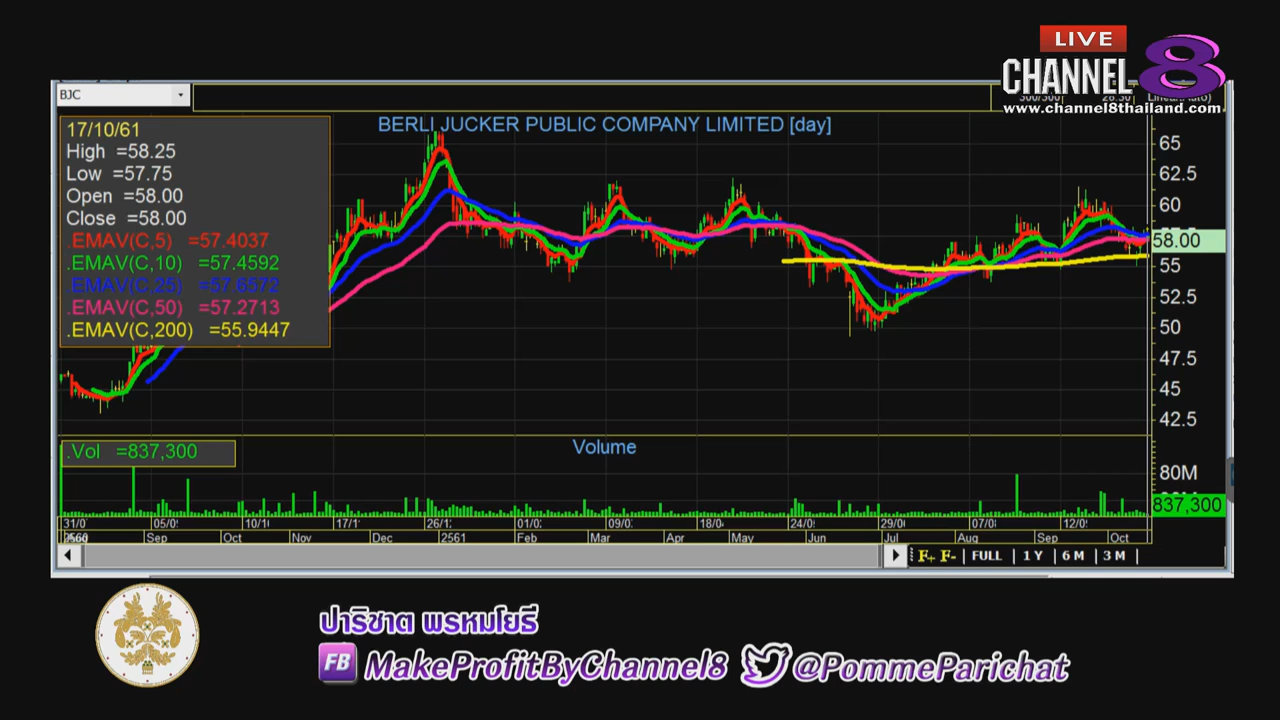 LIVE
CHANNEL 8
www.channel8thailand.com
BJC
BERLI JUCKER PUBLIC COMPANY LIMITED [day]
17/10/61
High =58.25
Low =57.75
Open =58.00
Close =58.00
.EMAV(C,5) =57.4037
.EMAV(C,10) =57.4592
.EMAV(C,25) =57.6572
.EMAV(C,50) =57.2713
.EMAV(C,200) =55.9447
65
62.5
60
58.00
55
52.5
50
47.5
45
42.5
.Vol =837,300
Volume
80M
837,300
31/0 05/0 10/1 17/1 26/1 01/0 09/0 18/0 24/0 29/0 07/0 12/0
Sep Oct Nov Dec 2561 Feb Mar Apr May Jun Jul Aug Sep Oct
F+ F- FULL 1 Y 6 M 3 M
ปาริชาต พรหมโยธี
FB MakeProfitByChannel8 @PommeParichat